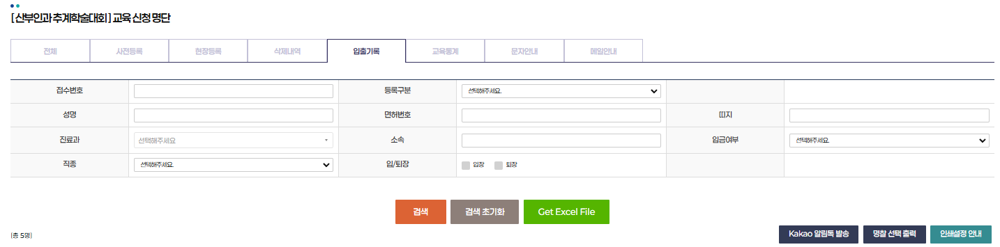 [ 산부인과 추계학술대회 ] 교육 신청 명단
전체 사전등록 현장등록 삭제내역 입출기록 교육통계 문자안내 메일안내
접수번호 등록구분 선택해주세요.
성명 면허번호 띠지
진료과 선택해주세요 소속 입금여부 선택해주세요.
직종 선택해주세요. 입/퇴장 입장 퇴장
검색 검색 초기화 Get Excel File
[총 5명] Kakao 알림톡 발송 명찰 선택 출력 인쇄설정 안내